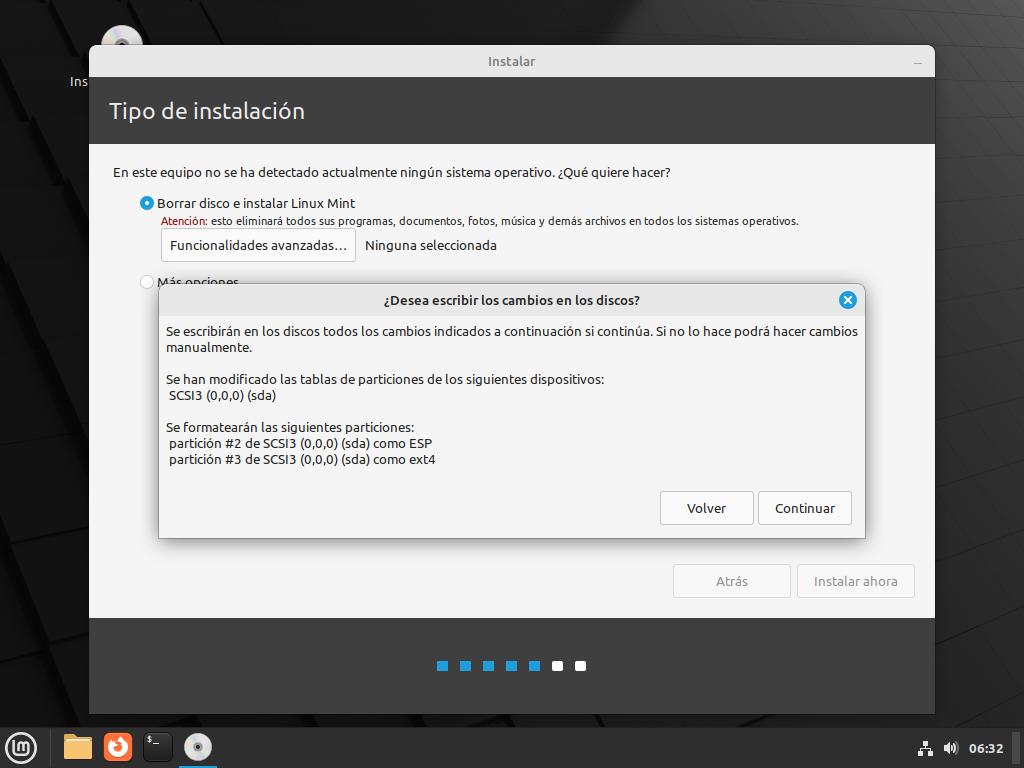 Ins
Instalar
Tipo de instalación
En este equipo no se ha detectado actualmente ningún sistema operativo. ¿Qué quiere hacer?
Borrar disco e instalar Linux Mint
Atención: esto eliminará todos sus programas, documentos, fotos, música y demás archivos en todos los sistemas operativos.
Funcionalidades avanzadas... Ninguna seleccionada
Más opciones
¿Desea escribir los cambios en los discos?
Se escribirán en los discos todos los cambios indicados a continuación si continúa. Si no lo hace podrá hacer cambios
manualmente.
Se han modificado las tablas de particiones de los siguientes dispositivos:
SCSI3 (0,0,0) (sda)
Se formatearán las siguientes particiones:
partición #2 de SCSI3 (0,0,0) (sda) como ESP
partición #3 de SCSI3 (0,0,0) (sda) como ext4
Volver Continuar
Atrás Instalar ahora
06:32